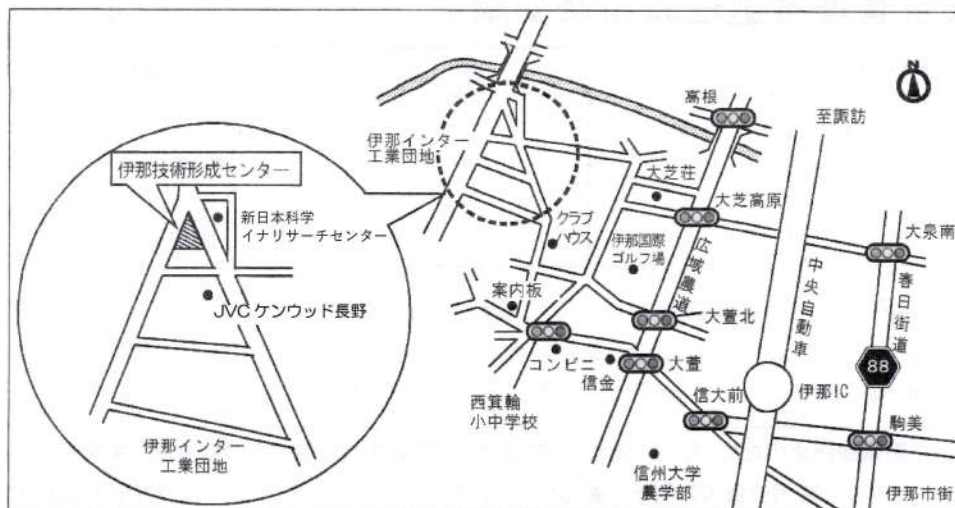 N
高根
至諏訪
伊那インター
工業団地
伊那技術形成センター
大芝荘
新日本科学
イナリサーチセンター
大芝高原
クラブ
ハウス
伊那国際
ゴルフ場
広域農道
大泉南
中央自動車
春日街道
案内板
JVCケンウッド長野
大萱北
コンビニ
信金
大萱
88
信大前
伊那IC
西箕輪
小中学校
駒美
伊那インター
工業団地
信州大学
農学部
伊那市街